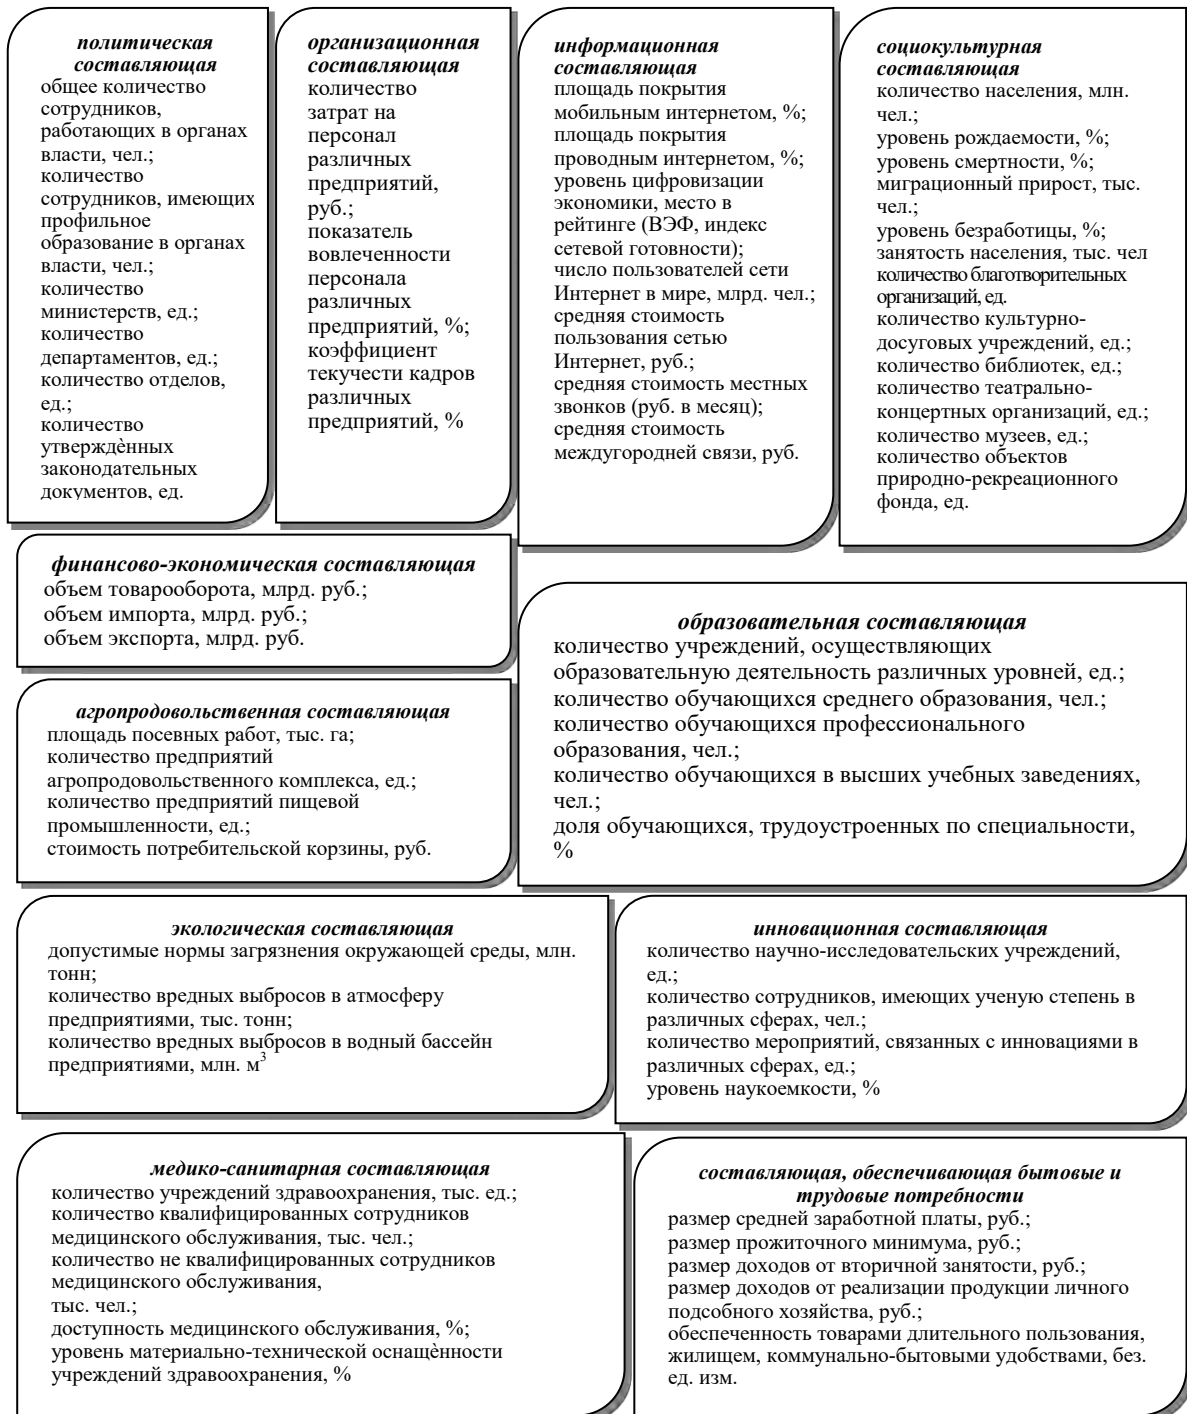 политическая
составляющая
общее количество
сотрудников,
работающих в органах
власти, чел.;
количество
сотрудников, имеющих
профильное
образование в органах
власти, чел.;
количество
министерств, ед.;
количество
департаментов, ед.;
количество отделов,
ед.;
количество
утверждѐнных
законодательных
документов, ед.
организационная
составляющая
количество
затрат на
персонал
различных
предприятий,
руб.;
показатель
вовлеченности
персонала
различных
предприятий, %;
коэффициент
текучести кадров
различных
предприятий, %
информационная
составляющая
площадь покрытия
мобильным интернетом, %;
площадь покрытия
проводным интернетом, %;
уровень цифровизации
экономики, место в
рейтинге (ВЭФ, индекс
сетевой готовности);
число пользователей сети
Интернет в мире, млрд. чел.;
средняя стоимость
пользования сетью
Интернет, руб.;
средняя стоимость местных
звонков (руб. в месяц);
средняя стоимость
междугородней связи, руб.
социокультурная
составляющая
количество населения, млн.
чел.;
уровень рождаемости, %;
уровень смертности, %;
миграционный прирост, тыс.
чел.;
уровень безработицы, %;
занятость населения, тыс. чел
количество благотворительных
организаций, ед.
количество культурно-
досуговых учреждений, ед.;
количество библиотек, ед.;
количество театрально-
концертных организаций, ед.;
количество музеев, ед.;
количество объектов
природно-рекреационного
фонда, ед.
финансово-экономическая составляющая
объем товарооборота, млрд. руб.;
объем импорта, млрд. руб.;
объем экспорта, млрд. руб.
агропродовольственная составляющая
площадь посевных работ, тыс. га;
количество предприятий
агропродовольственного комплекса, ед.;
количество предприятий пищевой
промышленности, ед.;
стоимость потребительской корзины, руб.
образовательная составляющая
количество учреждений, осуществляющих
образовательную деятельность различных уровней, ед.;
количество обучающихся среднего образования, чел.;
количество обучающихся профессионального
образования, чел.;
количество обучающихся в высших учебных заведениях,
чел.;
доля обучающихся, трудоустроенных по специальности,
%
экологическая составляющая
допустимые нормы загрязнения окружающей среды, млн.
тонн;
количество вредных выбросов в атмосферу
предприятиями, тыс. тонн;
количество вредных выбросов в водный бассейн
предприятиями, млн. м³
инновационная составляющая
количество научно-исследовательских учреждений,
ед.;
количество сотрудников, имеющих ученую степень в
различных сферах, чел.;
количество мероприятий, связанных с инновациями в
различных сферах, ед.;
уровень наукоемкости, %
медико-санитарная составляющая
количество учреждений здравоохранения, тыс. ед.;
количество квалифицированных сотрудников
медицинского обслуживания, тыс. чел.;
количество не квалифицированных сотрудников
медицинского обслуживания,
тыс. чел.;
доступность медицинского обслуживания, %;
уровень материально-технической оснащѐнности
учреждений здравоохранения, %
составляющая, обеспечивающая бытовые и
трудовые потребности
размер средней заработной платы, руб.;
размер прожиточного минимума, руб.;
размер доходов от вторичной занятости, руб.;
размер доходов от реализации продукции личного
подсобного хозяйства, руб.;
обеспеченность товарами длительного пользования,
жилищем, коммунально-бытовыми удобствами, без.
ед. изм.